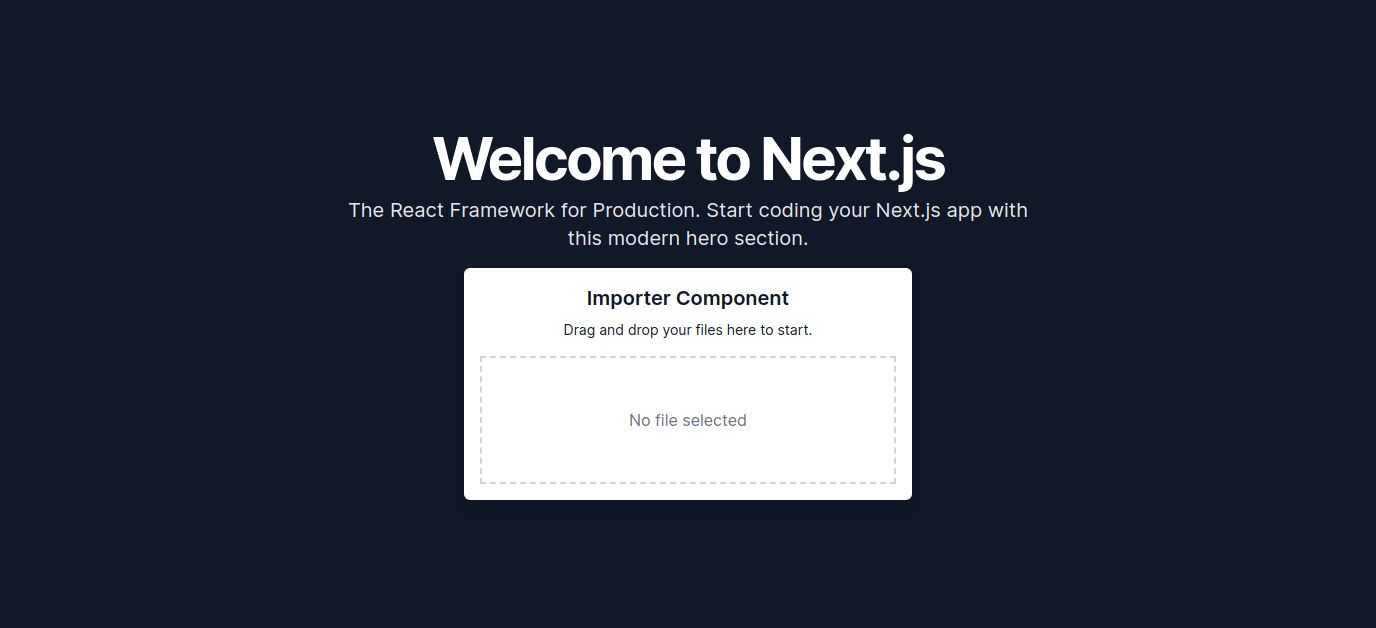 Welcome to Next.js
The React Framework for Production. Start coding your Next.js app with
this modern hero section.
Importer Component
Drag and drop your files here to start.
No file selected